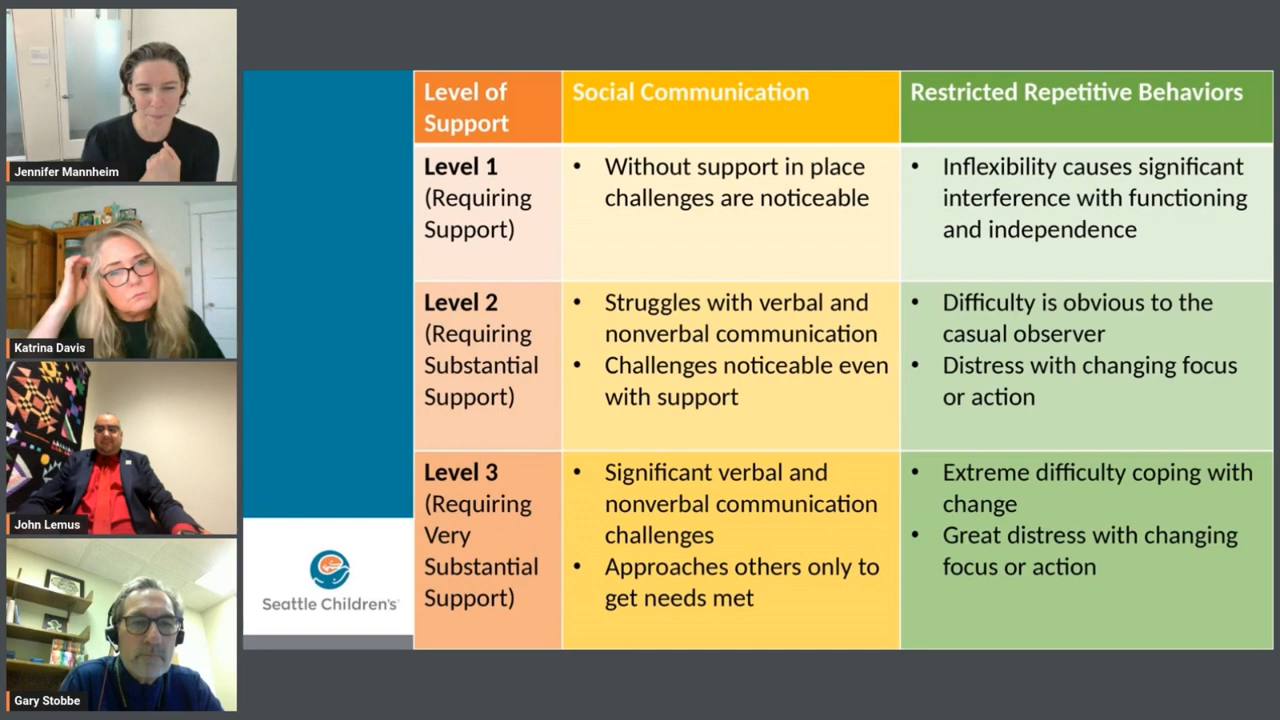 Jennifer Mannheim
Katrina Davis
John Lemus
Gary Stobbe
Seattle Children's
Level of
Support
Social Communication
Restricted Repetitive Behaviors
Level 1
(Requiring
Support)
• Without support in place
challenges are noticeable
• Inflexibility causes significant
interference with functioning
and independence
Level 2
(Requiring
Substantial
Support)
• Struggles with verbal and
nonverbal communication
• Challenges noticeable even
with support
• Difficulty is obvious to the
casual observer
• Distress with changing focus
or action
Level 3
(Requiring
Very
Substantial
Support)
• Significant verbal and
nonverbal communication
challenges
• Approaches others only to
get needs met
• Extreme difficulty coping with
change
• Great distress with changing
focus or action